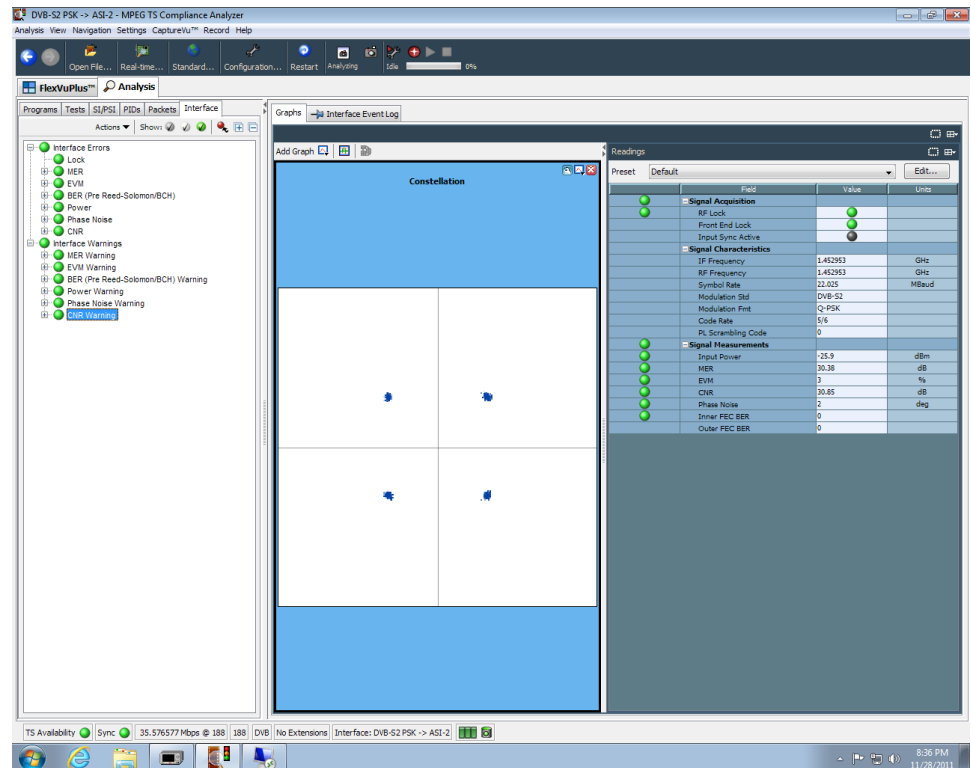 DVB-S2 PSK -> ASI-2 - MPEG TS Compliance Analyzer
Analysis View Navigation Settings CaptureVu™ Record Help
Open File... Real-time... Standard... Configuration... Restart Analyzing Idle 0%
FlexVuPlus™ Analysis
Programs Tests SI/PSI PIDs Packets Interface
Actions Show:
Interface Errors
Lock
MER
EVM
BER (Pre Reed-Solomon/BCH)
Power
Phase Noise
CNR
Interface Warnings
MER Warning
EVM Warning
BER (Pre Reed-Solomon/BCH) Warning
Power Warning
Phase Noise Warning
CNR Warning
Graphs Interface Event Log
Add Graph
Constellation
Readings
Preset Default Edit...
Field Value Units
Signal Acquisition
RF Lock
Front End Lock
Input Sync Active
Signal Characteristics
IF Frequency 1.452953 GHz
RF Frequency 1.452953 GHz
Symbol Rate 22.025 MBaud
Modulation Std DVB-S2
Modulation Fmt Q-PSK
Code Rate 5/6
PL Scrambling Code 0
Signal Measurements
Input Power -25.9 dBm
MER 30.38 dB
EVM 3 %
CNR 30.85 dB
Phase Noise 2 deg
Inner FEC BER 0
Outer FEC BER 0
TS Availability Sync 35.576577 Mbps @ 188 188 DVB No Extensions Interface: DVB-S2 PSK -> ASI-2
8:36 PM
11/28/2011